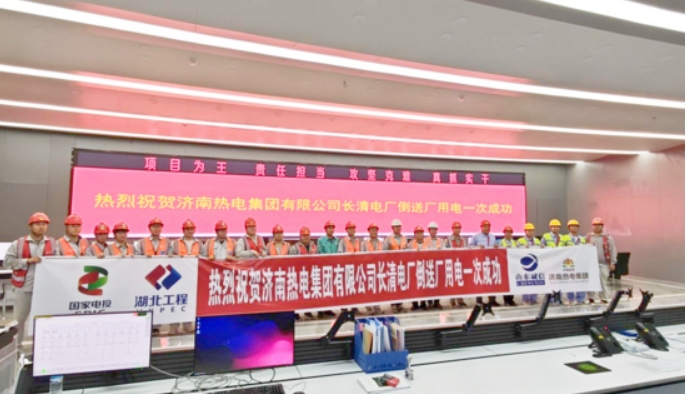 项目为王 责任担当 攻坚克难 真抓实干
热烈祝贺济南热电集团有限公司长清电厂倒送厂用电一次成功
国家电投
SPIC
湖北工程
HPEC
热烈祝贺济南热电集团有限公司长清电厂倒送厂用电一次成功
山东诚信
济南热电集团